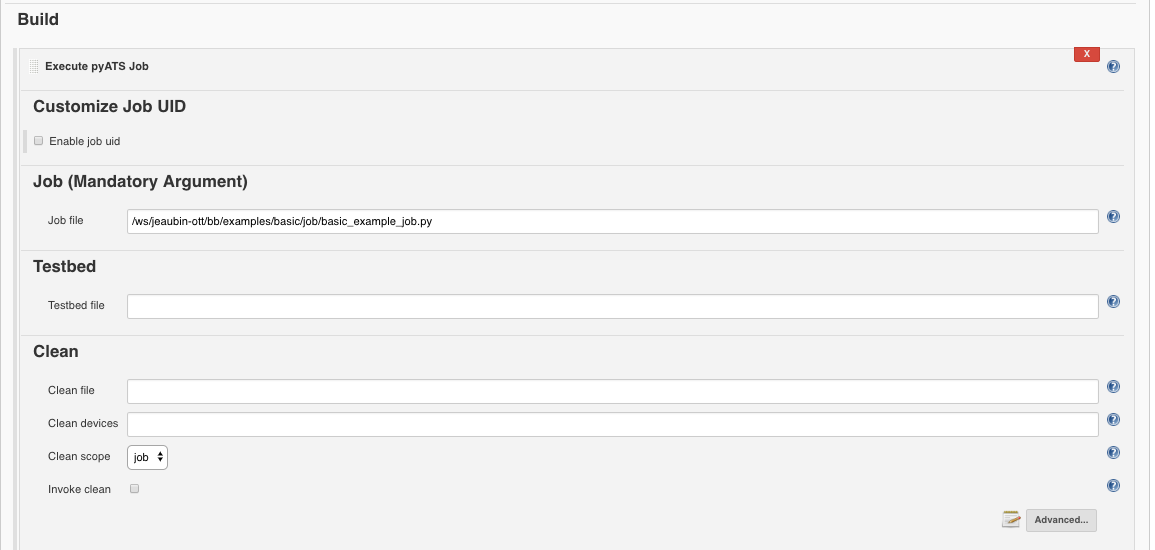 Build
Execute pyATS Job
X
?
Customize Job UID
Enable job uid
Job (Mandatory Argument)
Job file /ws/jeaubin-ott/bb/examples/basic/job/basic_example_job.py ?
Testbed
Testbed file ?
Clean
Clean file ?
Clean devices ?
Clean scope job ?
Invoke clean ?
Advanced...